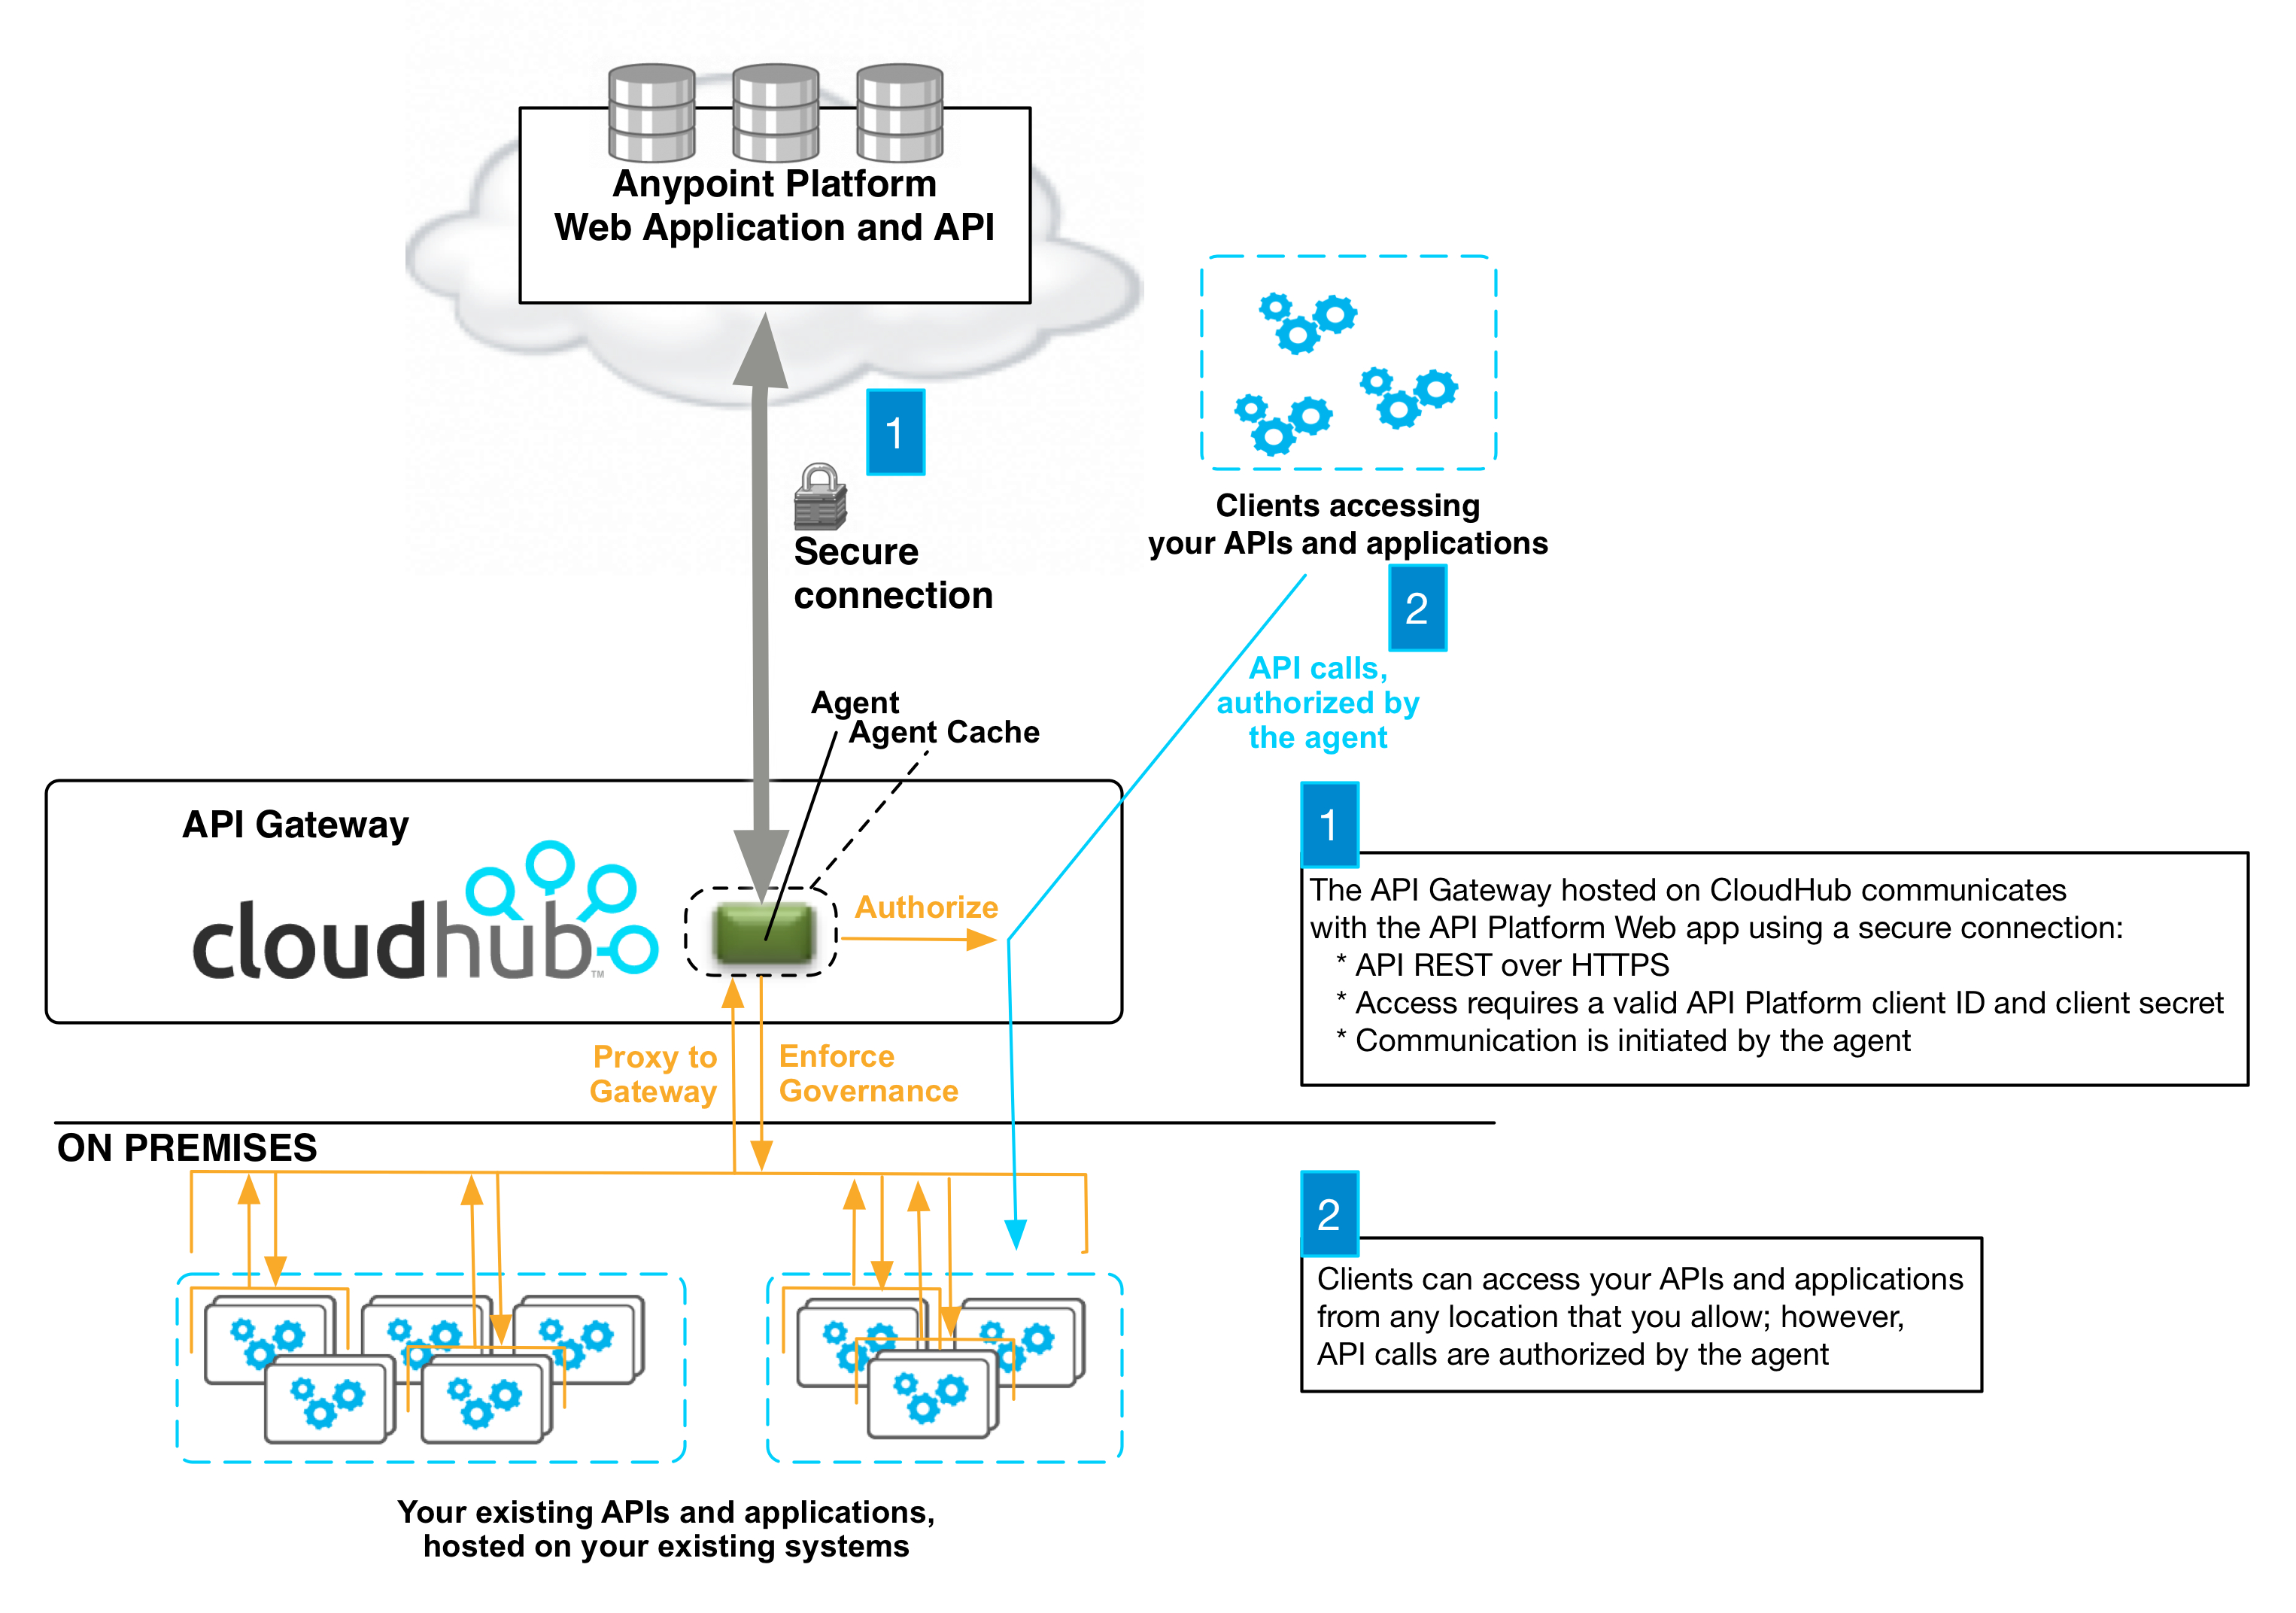 Anypoint Platform
Web Application and API
1
Secure
connection
Clients accessing
your APIs and applications
2
API calls,
authorized by
the agent
Agent
Agent Cache
API Gateway
cloudhub™
Authorize
Proxy to
Gateway
Enforce
Governance
1
The API Gateway hosted on CloudHub communicates
with the API Platform Web app using a secure connection:
* API REST over HTTPS
* Access requires a valid API Platform client ID and client secret
* Communication is initiated by the agent
ON PREMISES
2
Clients can access your APIs and applications
from any location that you allow; however,
API calls are authorized by the agent
Your existing APIs and applications,
hosted on your existing systems